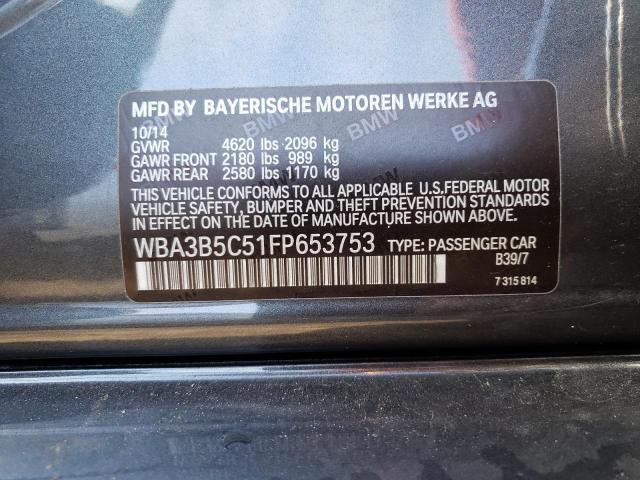 MFD BY BAYERISCHE MOTOREN WERKE AG
10/14
GVWR 4620 lbs 2096 kg
GAWR FRONT 2180 lbs 989 kg
GAWR REAR 2580 lbs 1170 kg
THIS VEHICLE CONFORMS TO ALL APPLICABLE U.S.FEDERAL MOTOR
VEHICLE SAFETY, BUMPER AND THEFT PREVENTION STANDARDS
IN EFFECT ON THE DATE OF MANUFACTURE SHOWN ABOVE.
WBA3B5C51FP653753 TYPE: PASSENGER CAR
B39/7
7 315 814